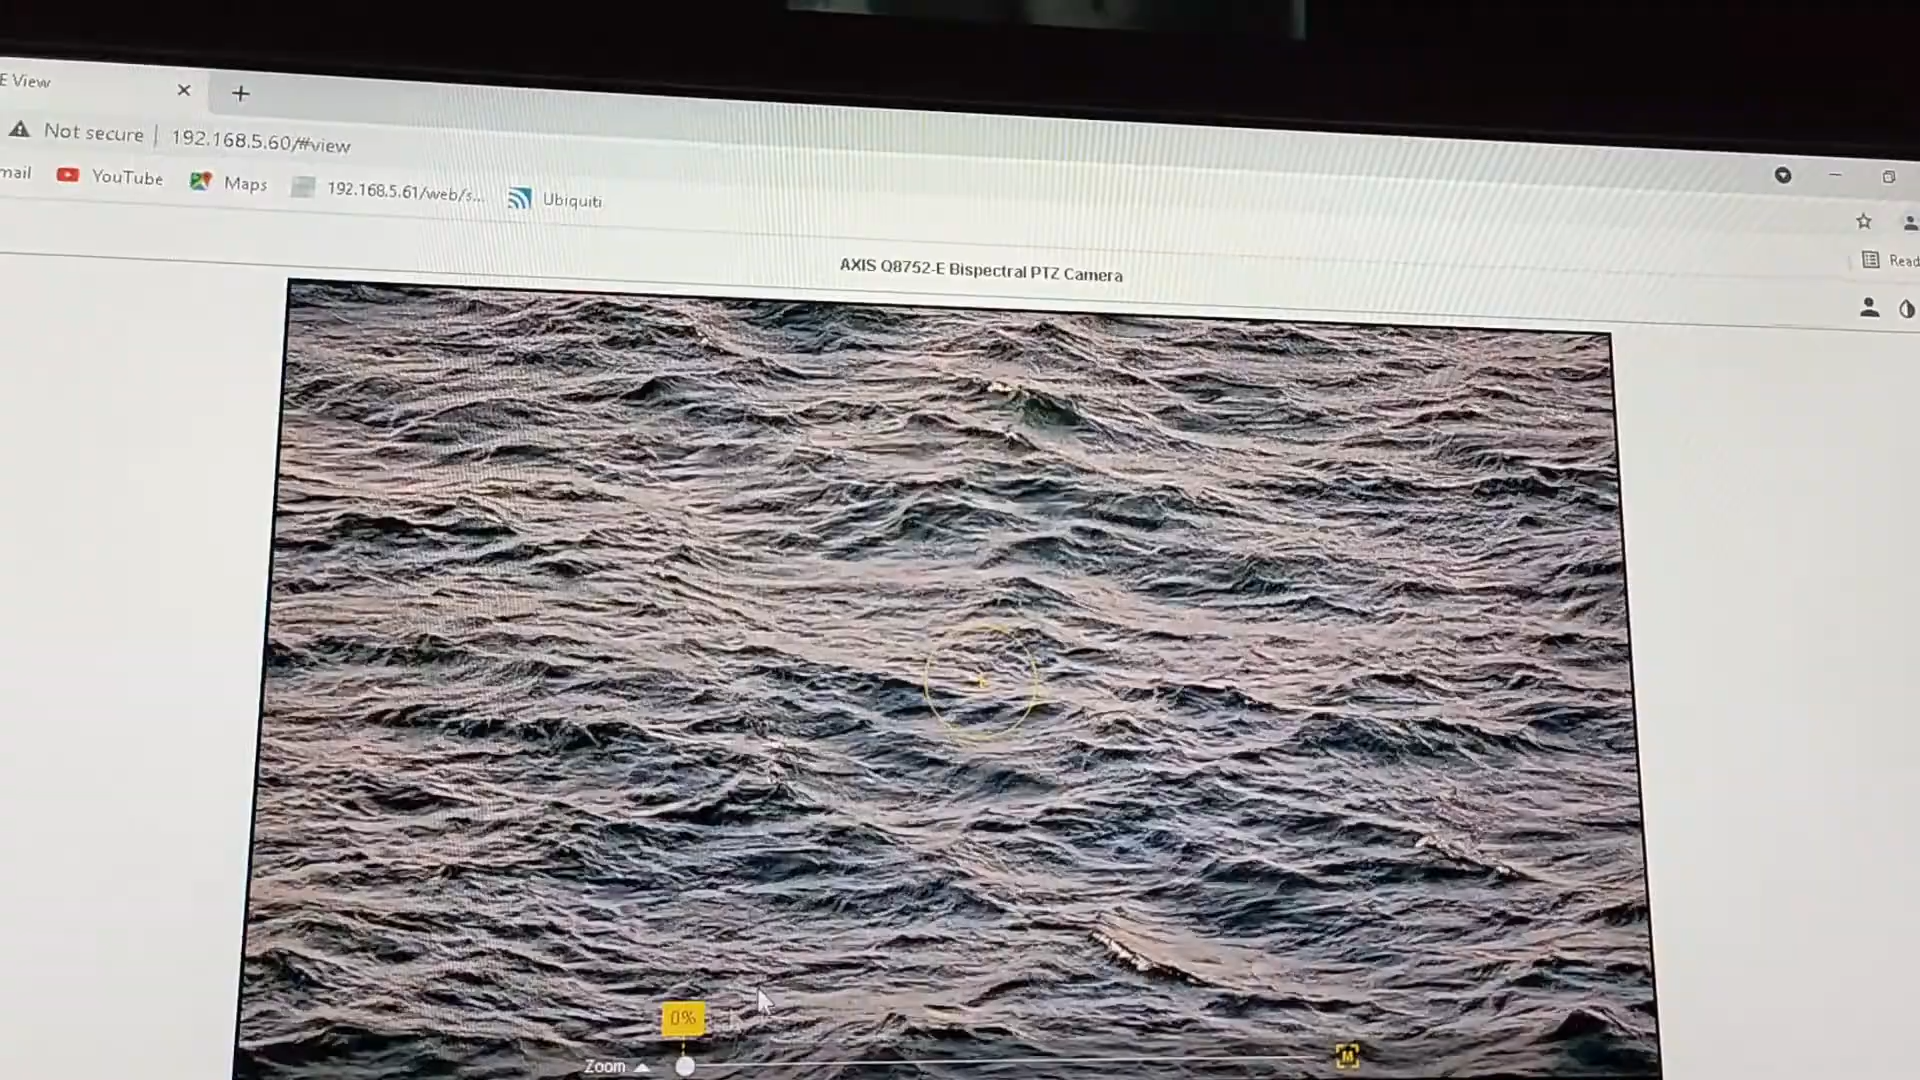 E View
Not secure | 192.168.5.60/#view
mail YouTube Maps 192.168.5.61/web/s... Ubiquiti
Read
AXIS Q8752-E Bispectral PTZ Camera
0%
Zoom
M